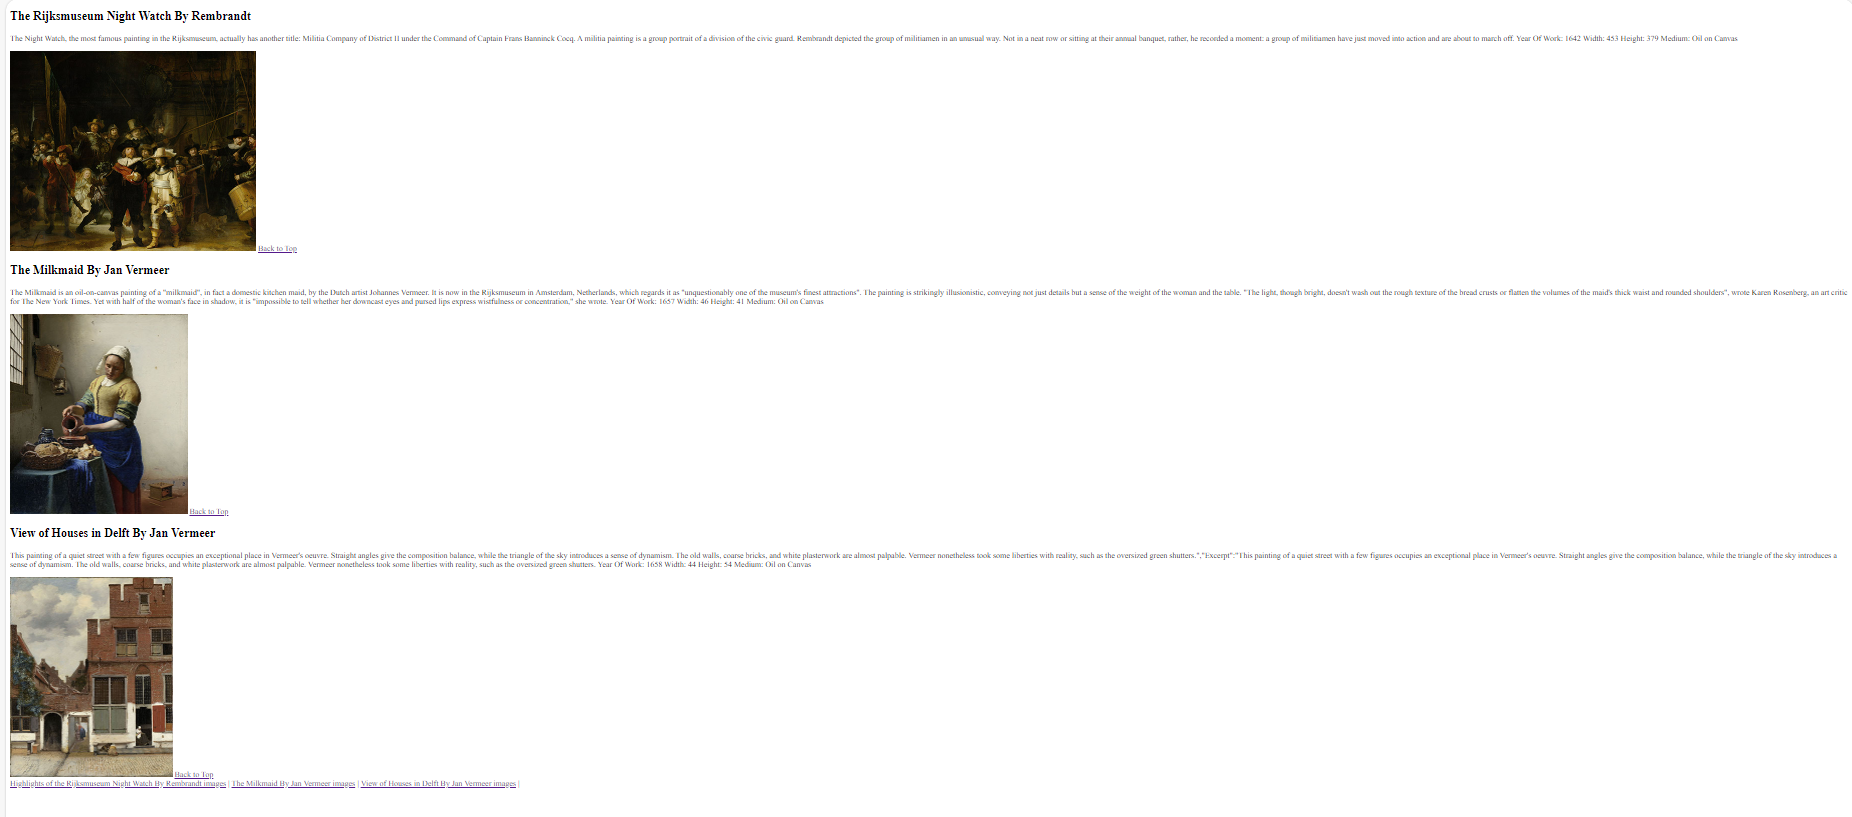 The Rijksmuseum Night Watch By Rembrandt
The Night Watch, the most famous painting in the Rijksmuseum, actually has another title: Militia Company of District II under the Command of Captain Frans Banninck Cocq. A militia painting is a group portrait of a division of the civic guard. Rembrandt depicted the group of militiamen in an unusual way. Not in a neat row or sitting at their annual banquet, rather, he recorded a moment: a group of militiamen have just moved into action and are about to march off. Year Of Work: 1642 Width: 453 Height: 379 Medium: Oil on Canvas
Back to Top
The Milkmaid By Jan Vermeer
The Milkmaid is an oil-on-canvas painting of a "milkmaid", in fact a domestic kitchen maid, by the Dutch artist Johannes Vermeer. It is now in the Rijksmuseum in Amsterdam, Netherlands, which regards it as "unquestionably one of the museum's finest attractions". The painting is strikingly illusionistic, conveying not just details but a sense of the weight of the woman and the table. "The light, though bright, doesn't wash out the rough texture of the bread crusts or flatten the volumes of the maid's thick waist and rounded shoulders", wrote Karen Rosenberg, an art critic
for The New York Times. Yet with half of the woman's face in shadow, it is "impossible to tell whether her downcast eyes and pursed lips express wistfulness or concentration," she wrote. Year Of Work: 1657 Width: 46 Height: 41 Medium: Oil on Canvas
Back to Top
View of Houses in Delft By Jan Vermeer
This painting of a quiet street with a few figures occupies an exceptional place in Vermeer's oeuvre. Straight angles give the composition balance, while the triangle of the sky introduces a sense of dynamism. The old walls, coarse bricks, and white plasterwork are almost palpable. Vermeer nonetheless took some liberties with reality, such as the oversized green shutters.","Excerpt":"This painting of a quiet street with a few figures occupies an exceptional place in Vermeer's oeuvre. Straight angles give the composition balance, while the triangle of the sky introduces a
sense of dynamism. The old walls, coarse bricks, and white plasterwork are almost palpable. Vermeer nonetheless took some liberties with reality, such as the oversized green shutters. Year Of Work: 1658 Width: 44 Height: 54 Medium: Oil on Canvas
Back to Top
Highlights of the Rijksmuseum Night Watch By Rembrandt images | The Milkmaid By Jan Vermeer images | View of Houses in Delft By Jan Vermeer images |